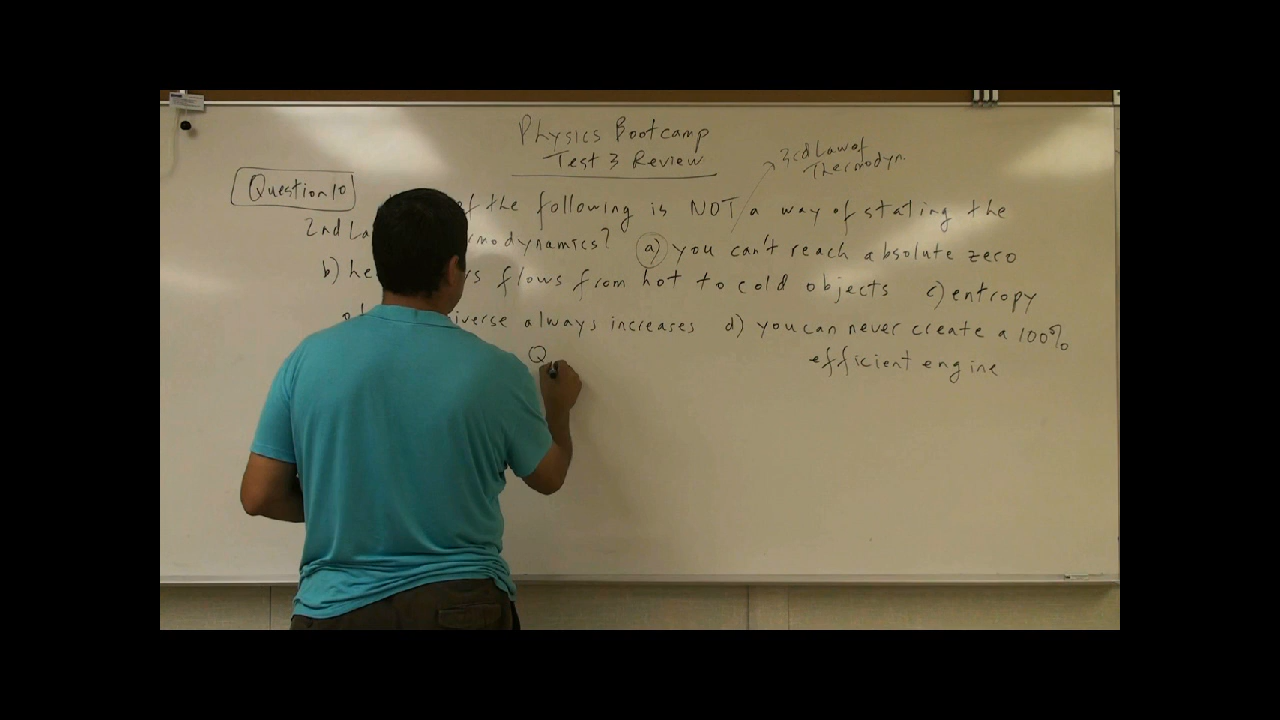 Physics Bootcamp
Test 3 Review
3rd Law of
Thermodyn.
Question 10
of the following is NOT a way of stating the
2nd La modynamics? a) you can't reach absolute zero
b) he s flows from hot to cold objects c) entropy
verse always increases d) you can never create a 100%
efficient engine
Q